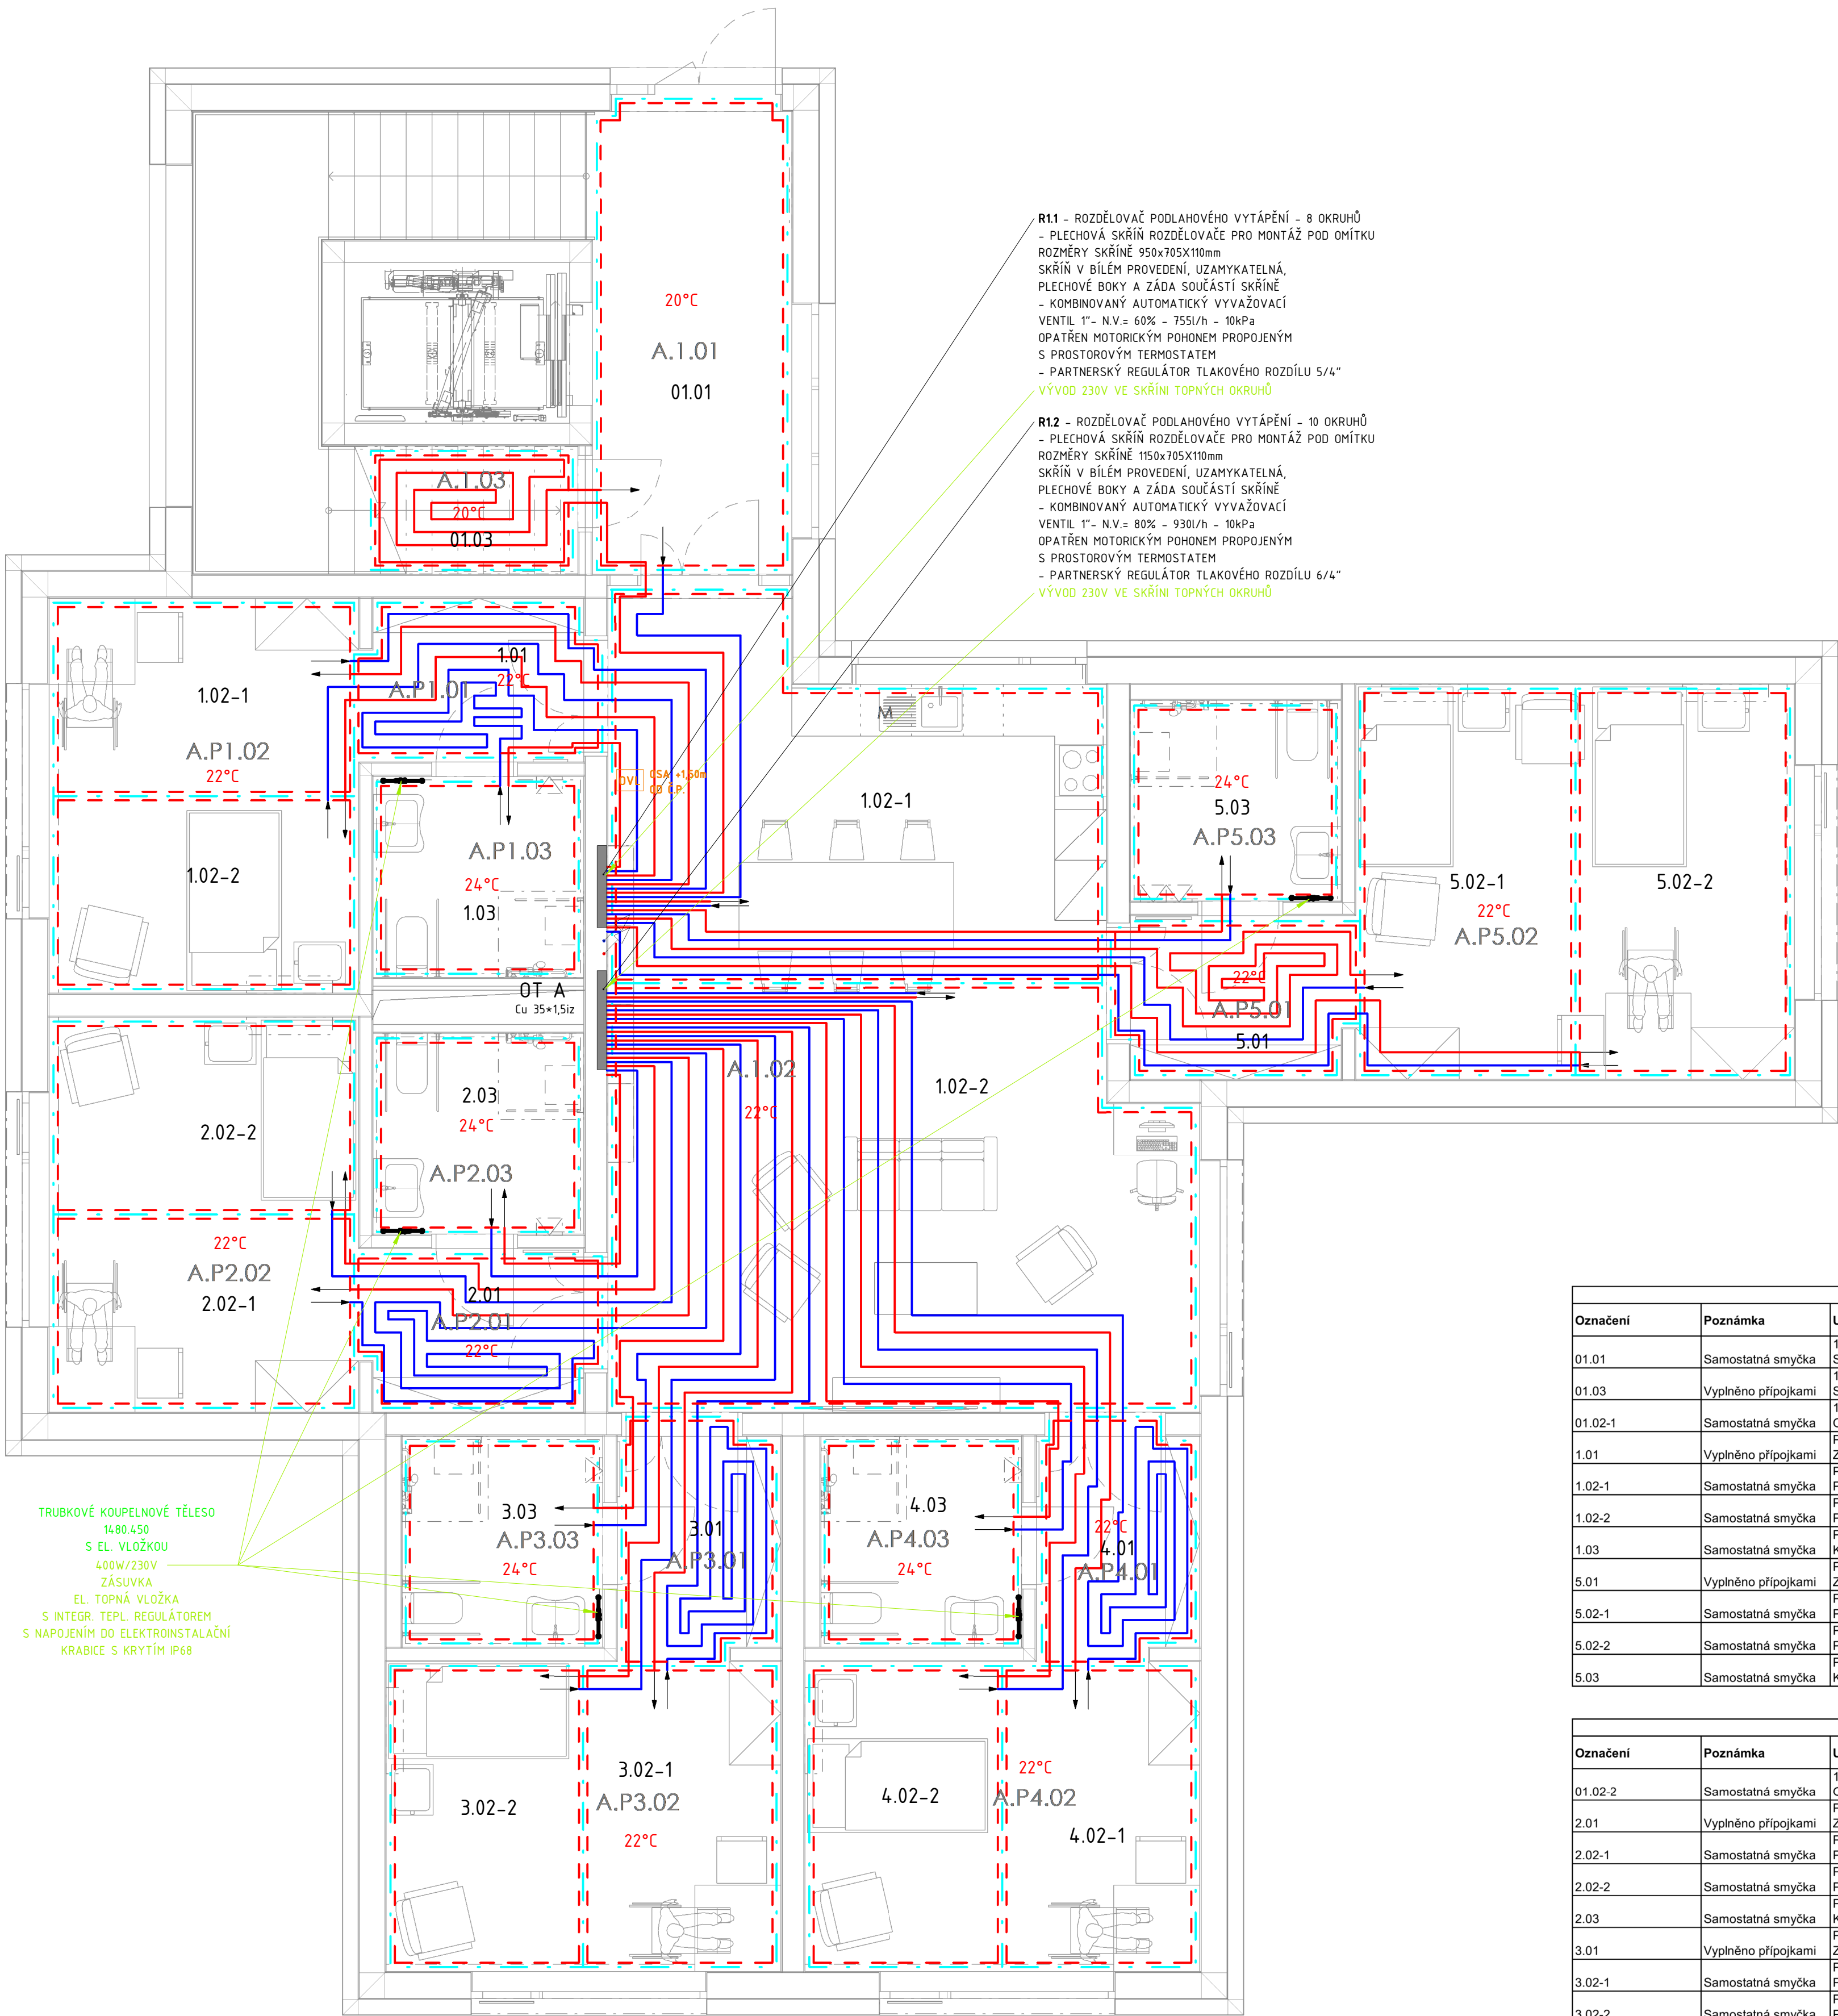 R1.1 - ROZDĚLOVAČ PODLAHOVÉHO VYTÁPĚNÍ - 8 OKRUHŮ
- PLECHOVÁ SKŘÍŇ ROZDĚLOVAČE PRO MONTÁŽ POD OMÍTKU
ROZMĚRY SKŘÍNĚ 950x705X110mm
SKŘÍŇ V BÍLÉM PROVEDENÍ, UZAMYKATELNÁ,
PLECHOVÉ BOKY A ZÁDA SOUČÁSTÍ SKŘÍNĚ
- KOMBINOVANÝ AUTOMATICKÝ VYVAŽOVACÍ
VENTIL 1"- N.V.= 60% - 755l/h - 10kPa
OPATŘEN MOTORICKÝM POHONEM PROPOJENÝM
S PROSTOROVÝM TERMOSTATEM
- PARTNERSKÝ REGULÁTOR TLAKOVÉHO ROZDÍLU 5/4"
VÝVOD 230V VE SKŘÍNI TOPNÝCH OKRUHŮ
R1.2 - ROZDĚLOVAČ PODLAHOVÉHO VYTÁPĚNÍ - 10 OKRUHŮ
- PLECHOVÁ SKŘÍŇ ROZDĚLOVAČE PRO MONTÁŽ POD OMÍTKU
ROZMĚRY SKŘÍNĚ 1150x705X110mm
SKŘÍŇ V BÍLÉM PROVEDENÍ, UZAMYKATELNÁ,
PLECHOVÉ BOKY A ZÁDA SOUČÁSTÍ SKŘÍNĚ
- KOMBINOVANÝ AUTOMATICKÝ VYVAŽOVACÍ
VENTIL 1"- N.V.= 80% - 930l/h - 10kPa
OPATŘEN MOTORICKÝM POHONEM PROPOJENÝM
S PROSTOROVÝM TERMOSTATEM
- PARTNERSKÝ REGULÁTOR TLAKOVÉHO ROZDÍLU 6/4"
VÝVOD 230V VE SKŘÍNI TOPNÝCH OKRUHŮ
20°C
A.1.01
01.01
A.1.03
20°C
01.03
1.01
22°C
A.P1.01
1.02-1
A.P1.02
22°C
1.02-2
A.P1.03
24°C
1.03
OVL
OSA +1,50m
OD Č.P.
M
1.02-1
24°C
5.03
A.P5.03
5.02-1
22°C
A.P5.02
5.02-2
22°C
A.P5.01
5.01
OT A
Cu 35*1,5iz
2.03
24°C
A.P2.03
A.1.02
22°C
1.02-2
2.02-2
22°C
A.P2.02
2.02-1
2.01
A.P2.01
22°C
3.03
A.P3.03
24°C
3.01
A.P3.01
4.03
A.P4.03
24°C
22°C
4.01
A.P4.01
3.02-1
A.P3.02
3.02-2
22°C
22°C
4.02-2
A.P4.02
4.02-1
TRUBKOVÉ KOUPELNOVÉ TĚLESO
1480.450
S EL. VLOŽKOU
400W/230V
ZÁSUVKA
EL. TOPNÁ VLOŽKA
S INTEGR. TEPL. REGULÁTOREM
S NAPOJENÍM DO ELEKTROINSTALAČNÍ
KRABICE S KRYTÍM IP68
Označení Poznámka
01.01 Samostatná smyčka
01.03 Vyplněno přípojkami
01.02-1 Samostatná smyčka
1.01 Vyplněno přípojkami
1.02-1 Samostatná smyčka
1.02-2 Samostatná smyčka
1.03 Samostatná smyčka
5.01 Vyplněno přípojkami
5.02-1 Samostatná smyčka
5.02-2 Samostatná smyčka
5.03 Samostatná smyčka
Označení Poznámka
01.02-2 Samostatná smyčka
2.01 Vyplněno přípojkami
2.02-1 Samostatná smyčka
2.02-2 Samostatná smyčka
2.03 Samostatná smyčka
3.01 Vyplněno přípojkami
3.02-1 Samostatná smyčka
3.02-2 Samostatná smyčka